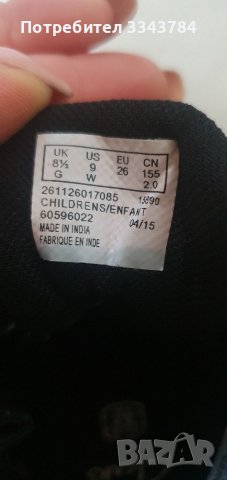 Потребител 3343784
UK US EU CN
8½ 9 26 155
G W 2.0
261126017085
CHILDRENS/ENFANT
60596022 04/15
MADE IN INDIA
FABRIQUE EN INDE
BAZAR